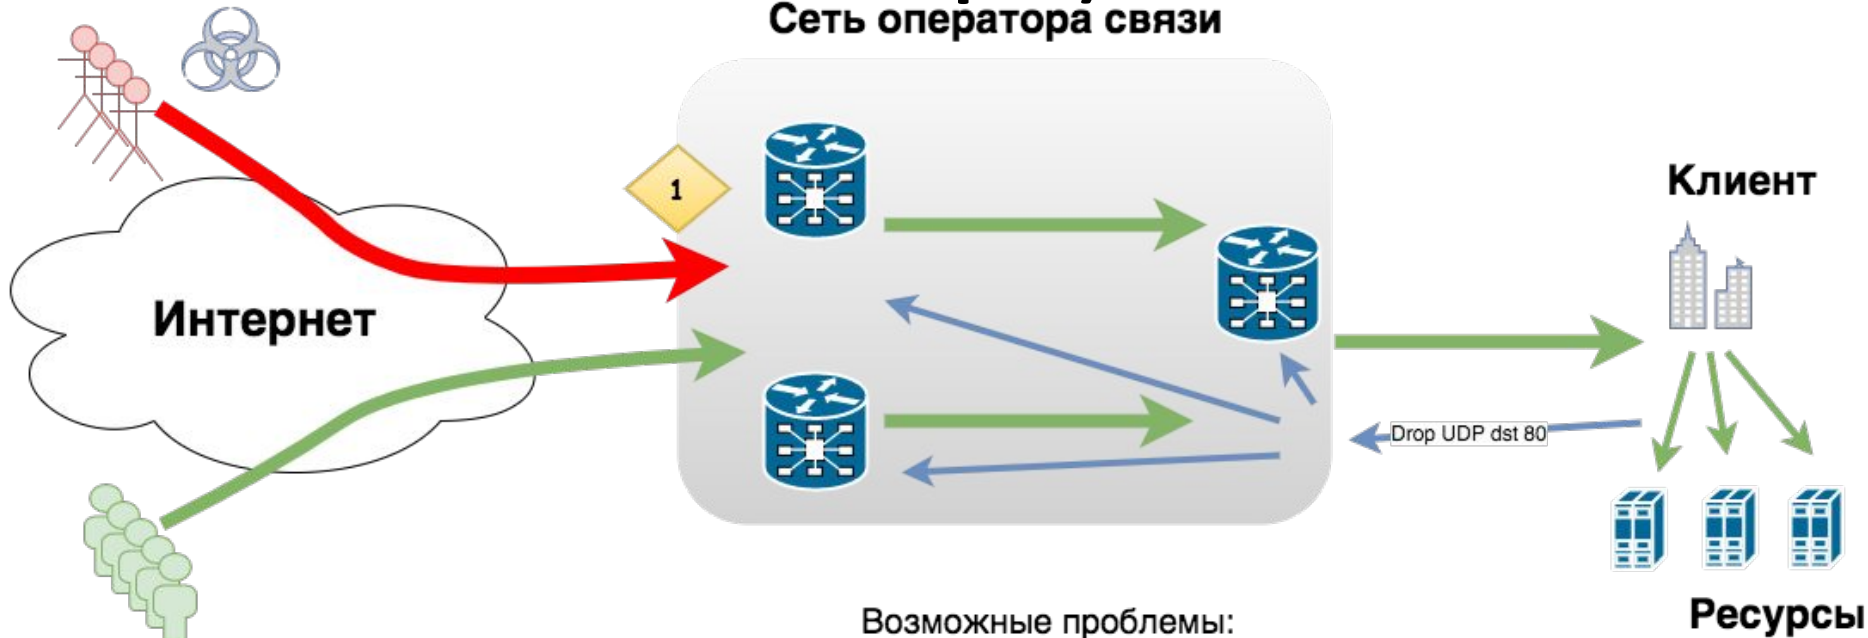 Сеть оператора связи
1
Клиент
Интернет
Drop UDP dst 80
Ресурсы
Возможные проблемы: